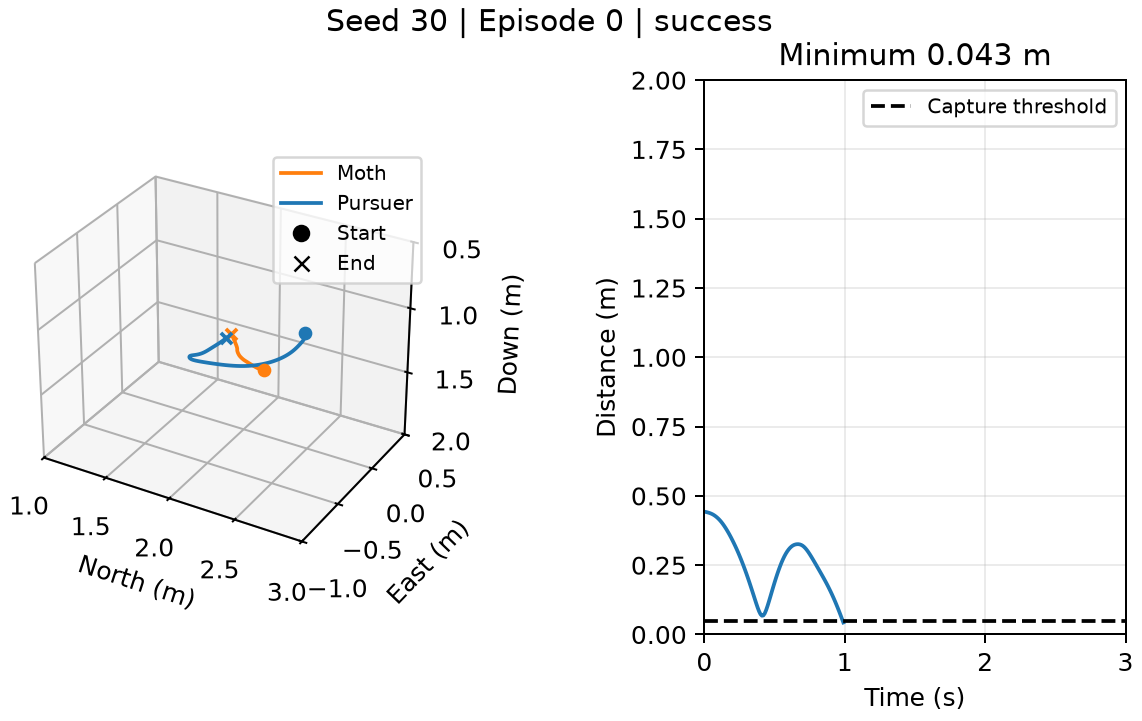 Seed 30 | Episode 0 | success
Moth
Pursuer
Start
End
0.5
1.0
1.5
2.0
Down (m)
1.0
1.5
2.0
2.5
3.0
North (m)
−1.0
−0.5
0.0
0.5
East (m)
Minimum 0.043 m
Capture threshold
2.00
1.75
1.50
1.25
1.00
0.75
0.50
0.25
0.00
Distance (m)
0
1
2
3
Time (s)